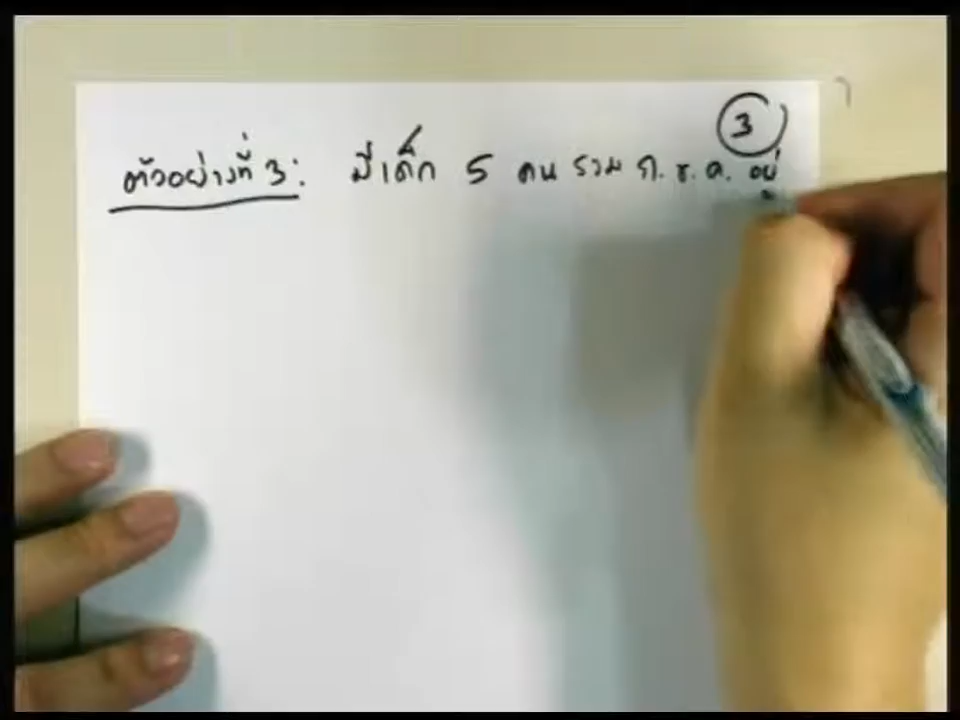 3
ตัวอย่างที่ 3: มีเด็ก 5 คน รวม ก. ข. ค. อยู่